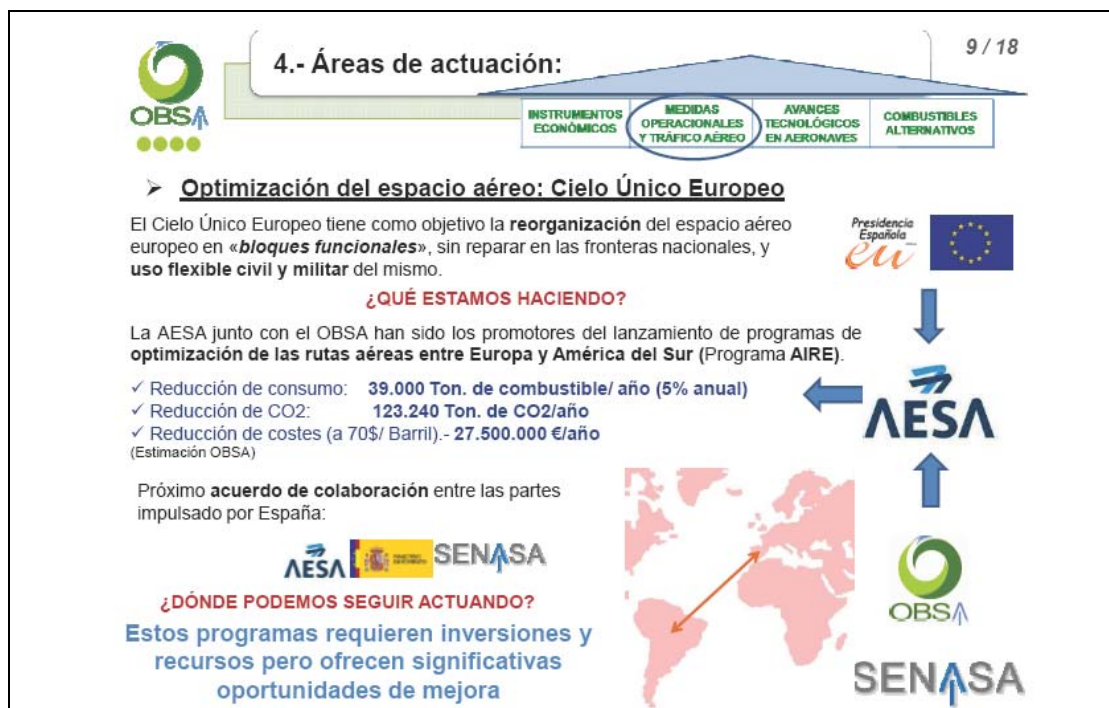 9 / 18
4.- Áreas de actuación:
OBSA
INSTRUMENTOS ECONÓMICOS
MEDIDAS OPERACIONALES Y TRÁFICO AÉREO
AVANCES TECNOLÓGICOS EN AERONAVES
COMBUSTIBLES ALTERNATIVOS
➢ Optimización del espacio aéreo: Cielo Único Europeo
El Cielo Único Europeo tiene como objetivo la reorganización del espacio aéreo
europeo en «bloques funcionales», sin reparar en las fronteras nacionales, y
uso flexible civil y militar del mismo.
Presidencia
Española
eu
¿QUÉ ESTAMOS HACIENDO?
La AESA junto con el OBSA han sido los promotores del lanzamiento de programas de
optimización de las rutas aéreas entre Europa y América del Sur (Programa AIRE).
✓ Reducción de consumo: 39.000 Ton. de combustible/ año (5% anual)
✓ Reducción de CO2: 123.240 Ton. de CO2/año
✓ Reducción de costes (a 70$/ Barril).- 27.500.000 €/año
(Estimación OBSA)
AESA
Próximo acuerdo de colaboración entre las partes
impulsado por España:
AESA
SENASA
¿DÓNDE PODEMOS SEGUIR ACTUANDO?
Estos programas requieren inversiones y
recursos pero ofrecen significativas
oportunidades de mejora
OBSA
SENASA